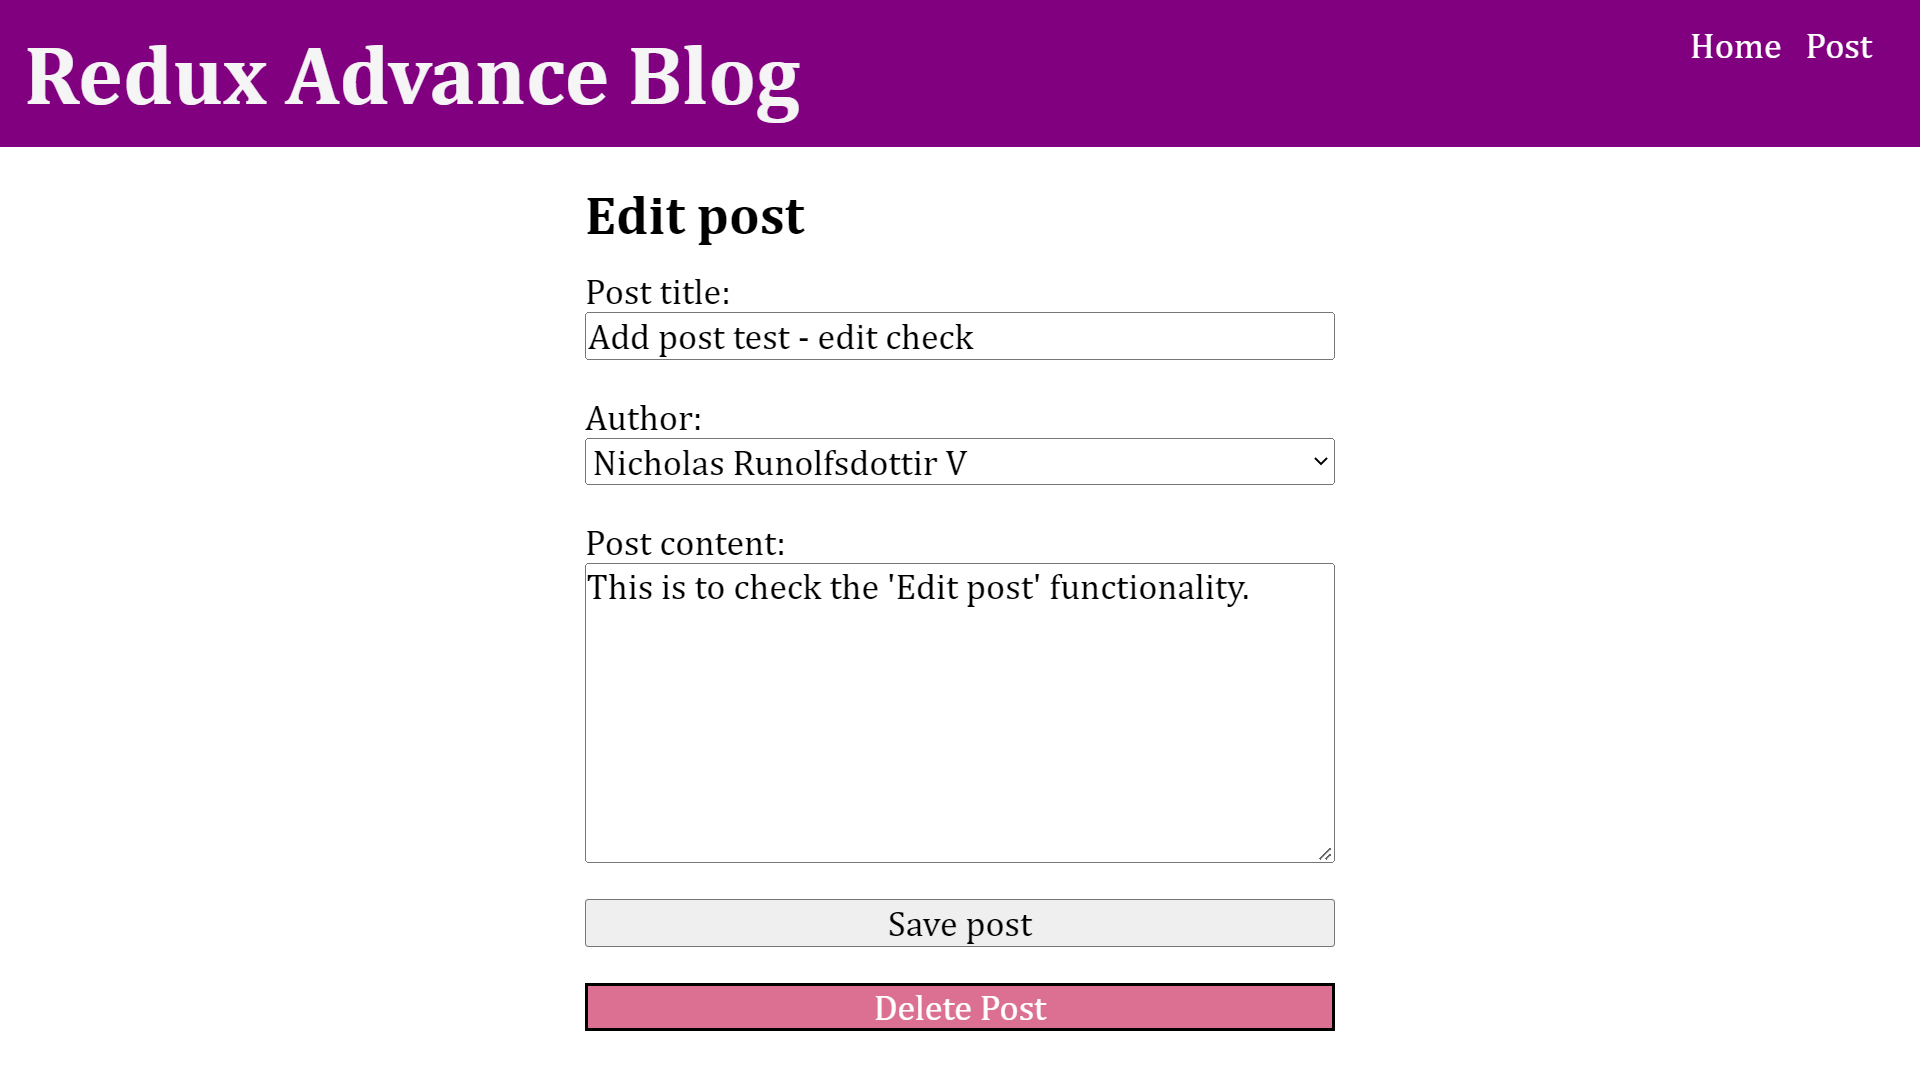 Redux Advance Blog
Home Post
Edit post
Post title:
Add post test - edit check
Author:
Nicholas Runolfsdottir V
Post content:
This is to check the 'Edit post' functionality.
Save post
Delete Post